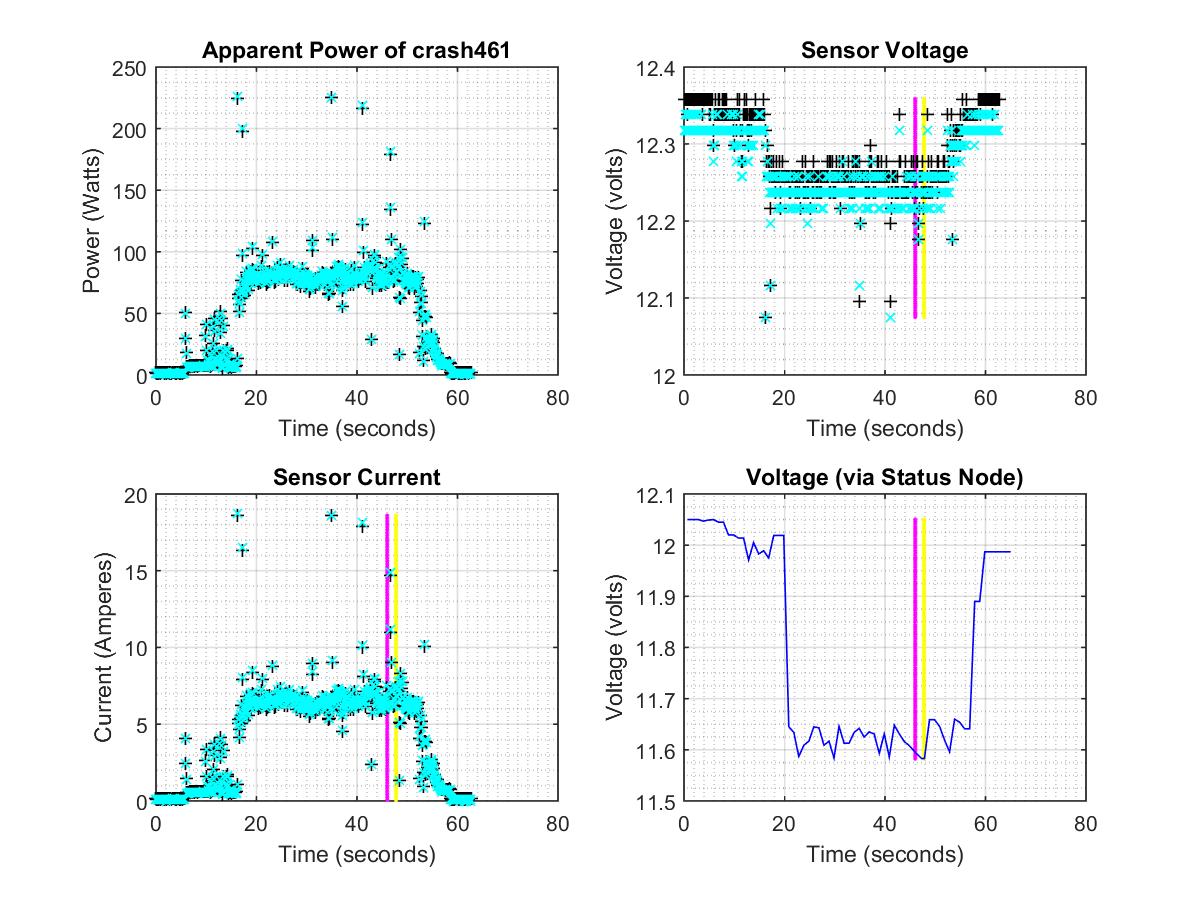 Apparent Power of crash461
250
200
150
100
50
0
Power (Watts)
0 20 40 60 80
Time (seconds)
Sensor Voltage
12.4
12.3
12.2
12.1
12
Voltage (volts)
0 20 40 60 80
Time (seconds)
Sensor Current
20
15
10
5
0
Current (Amperes)
0 20 40 60 80
Time (seconds)
Voltage (via Status Node)
12.1
12
11.9
11.8
11.7
11.6
11.5
Voltage (volts)
0 20 40 60 80
Time (seconds)